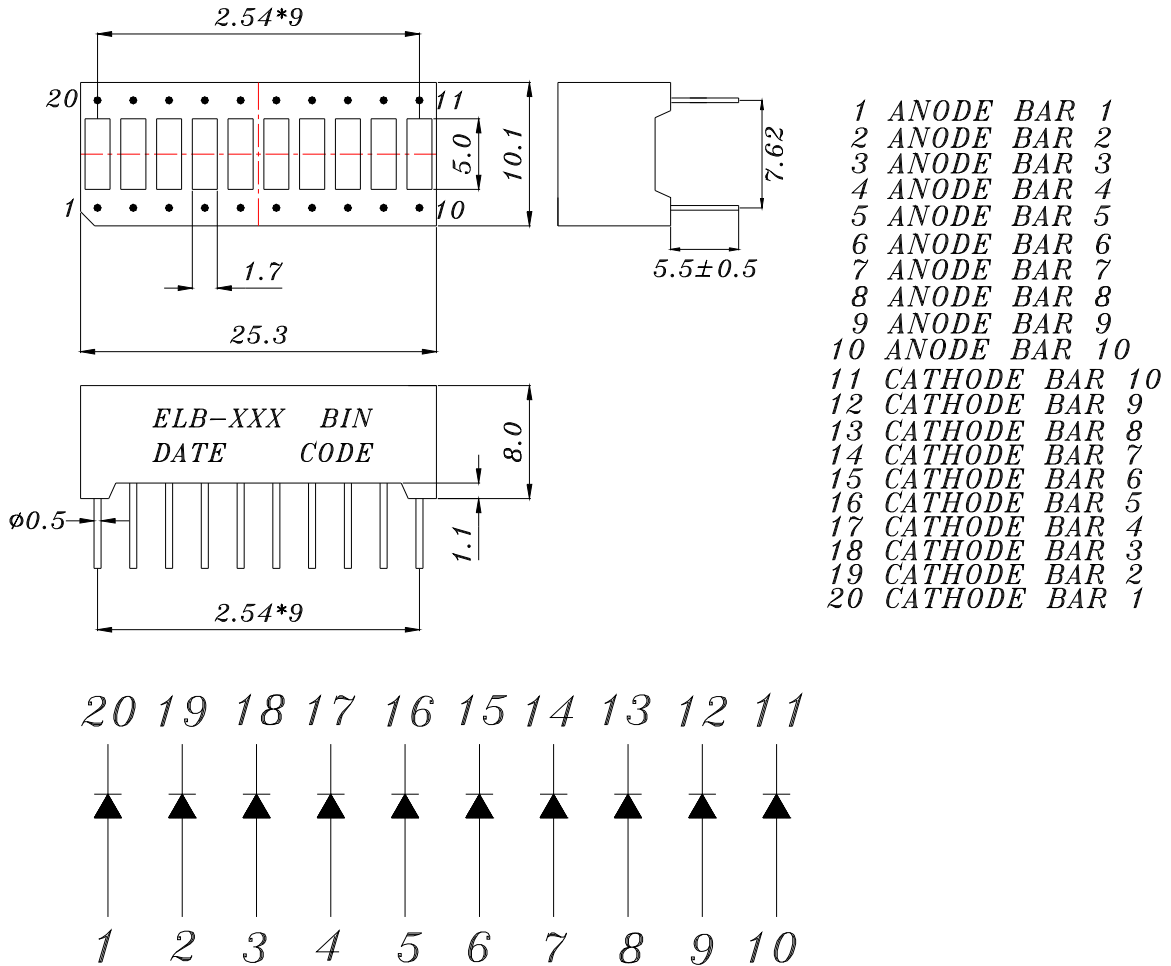 2.54*9
20
11
1
10
5.0
10.1
1.7
25.3
7.62
5.5±0.5
1 ANODE BAR 1
2 ANODE BAR 2
3 ANODE BAR 3
4 ANODE BAR 4
5 ANODE BAR 5
6 ANODE BAR 6
7 ANODE BAR 7
8 ANODE BAR 8
9 ANODE BAR 9
10 ANODE BAR 10
11 CATHODE BAR 10
12 CATHODE BAR 9
13 CATHODE BAR 8
14 CATHODE BAR 7
15 CATHODE BAR 6
16 CATHODE BAR 5
17 CATHODE BAR 4
18 CATHODE BAR 3
19 CATHODE BAR 2
20 CATHODE BAR 1
ELB-XXX BIN
DATE CODE
8.0
ø0.5
1.1
2.54*9
20 19 18 17 16 15 14 13 12 11
1 2 3 4 5 6 7 8 9 10